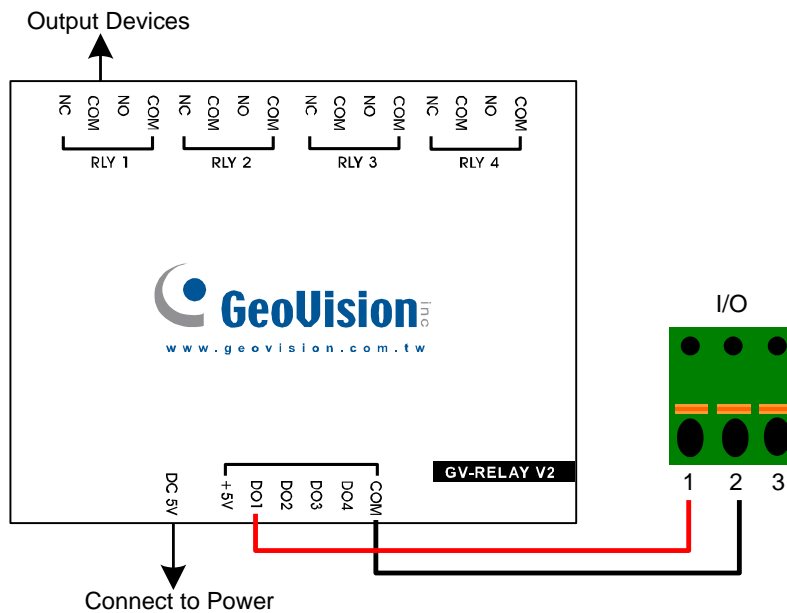 Output Devices
NC COM NO COM NC COM NO COM NC COM NO COM NC COM NO COM
RLY 1 RLY 2 RLY 3 RLY 4
GeoVision inc
www.geovision.com.tw
I/O
GV-RELAY V2
DC 5V +5V DO1 DO2 DO3 DO4 COM
1 2 3
Connect to Power